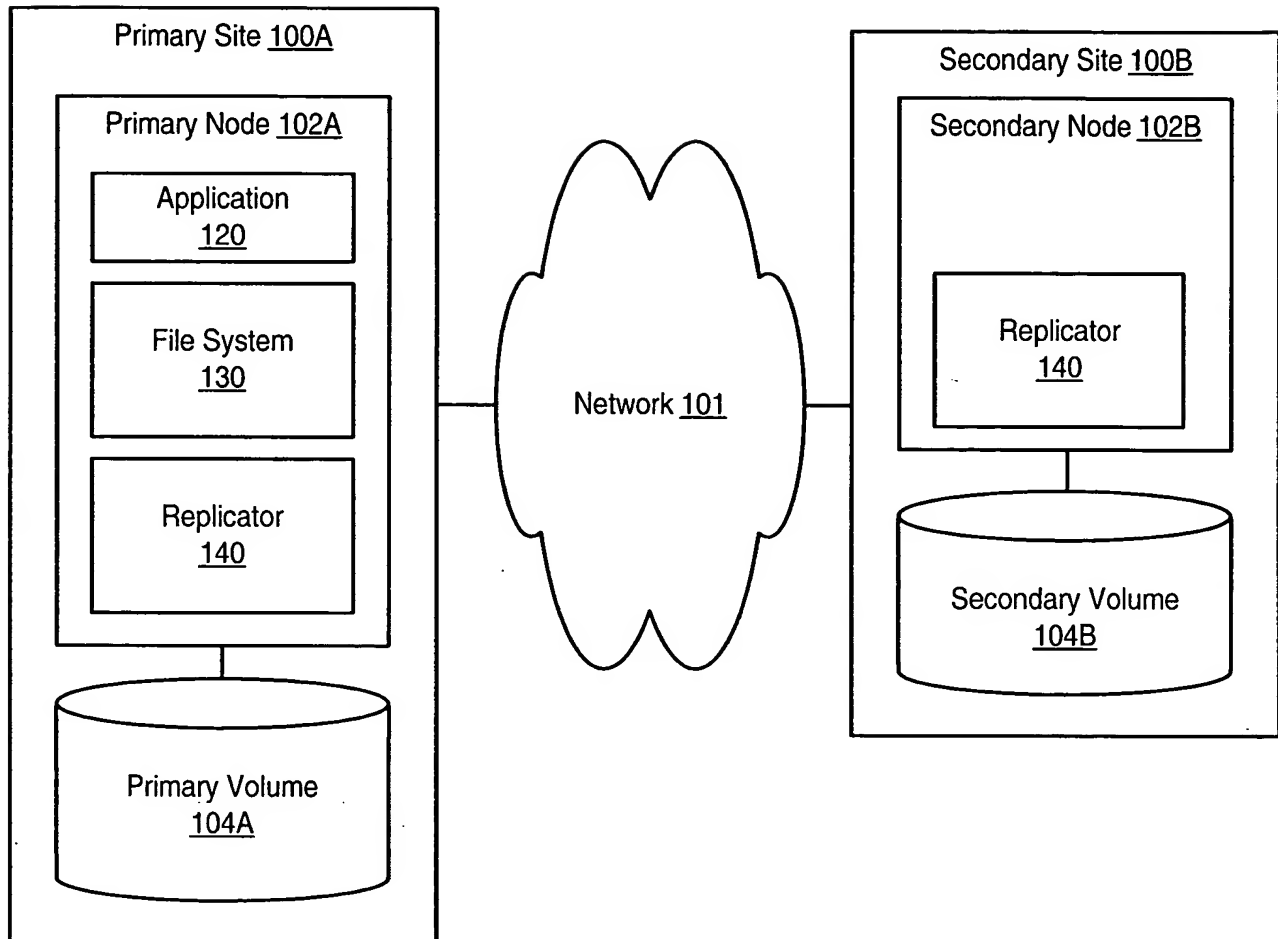 Primary Site 100A
Primary Node 102A
Application
120
File System
130
Replicator
140
Primary Volume
104A
Network 101
Secondary Site 100B
Secondary Node 102B
Replicator
140
Secondary Volume
104B